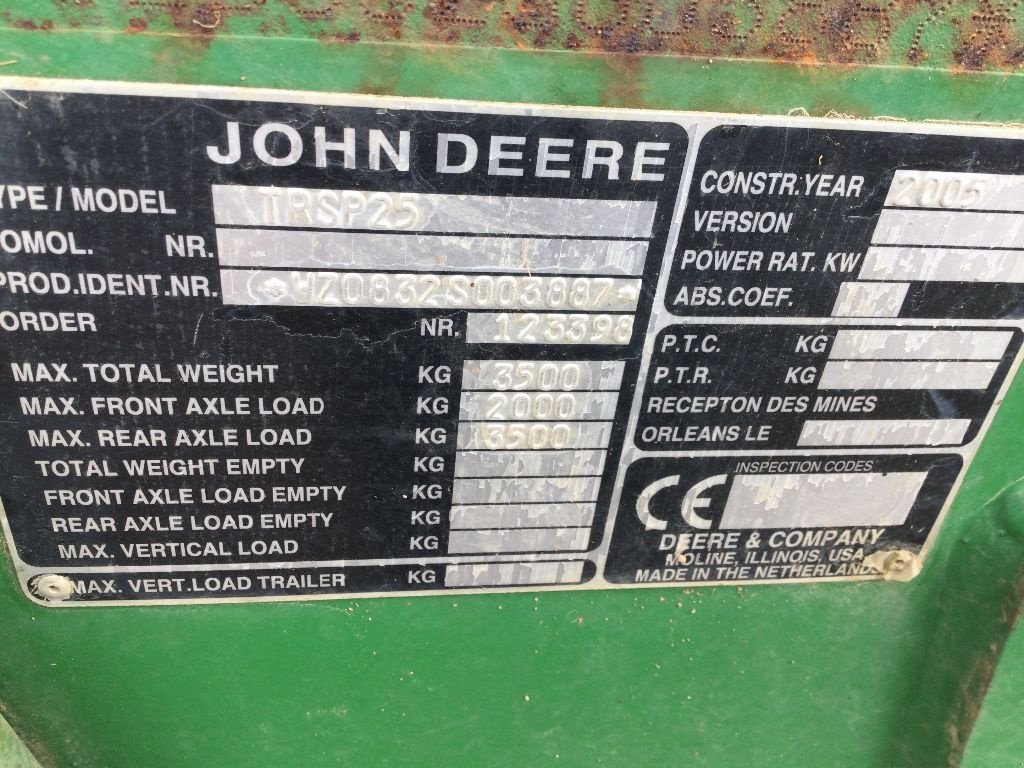 JOHN DEERE
YPE / MODEL TRSP25
OMOL. NR.
PROD.IDENT.NR. *WZ0832S003887*
ORDER NR. 123398
MAX. TOTAL WEIGHT KG 3500
MAX. FRONT AXLE LOAD KG 2000
MAX. REAR AXLE LOAD KG 3500
TOTAL WEIGHT EMPTY KG
FRONT AXLE LOAD EMPTY KG
REAR AXLE LOAD EMPTY KG
MAX. VERTICAL LOAD KG
MAX. VERT.LOAD TRAILER KG
CONSTR.YEAR 2005
VERSION
POWER RAT. KW
ABS.COEF.
P.T.C. KG
P.T.R. KG
RECEPTON DES MINES
ORLEANS LE
INSPECTION CODES
CE
DEERE & COMPANY
MOLINE, ILLINOIS, USA
MADE IN THE NETHERLANDS